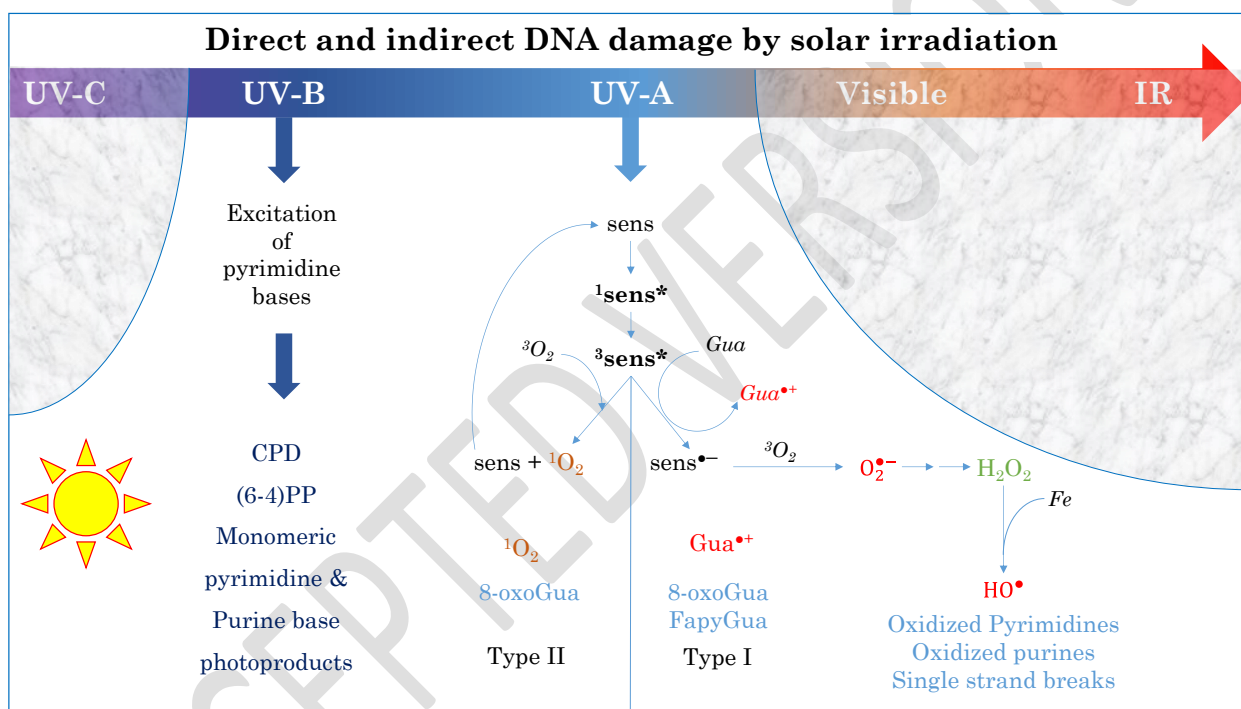 Direct and indirect DNA damage by solar irradiation
UV-C UV-B UV-A Visible IR
Excitation
of
pyrimidine
bases
CPD
(6-4)PP
Monomeric
pyrimidine &
Purine base
photoproducts
sens
¹sens*
³O₂ ³sens* Gua
Gua•⁺
sens + ¹O₂ sens•⁻ ³O₂ O₂•⁻ H₂O₂
Fe
HO•
¹O₂
8-oxoGua
Type II
Gua•⁺
8-oxoGua
FapyGua
Type I
Oxidized Pyrimidines
Oxidized purines
Single strand breaks
CEPTED VERSION